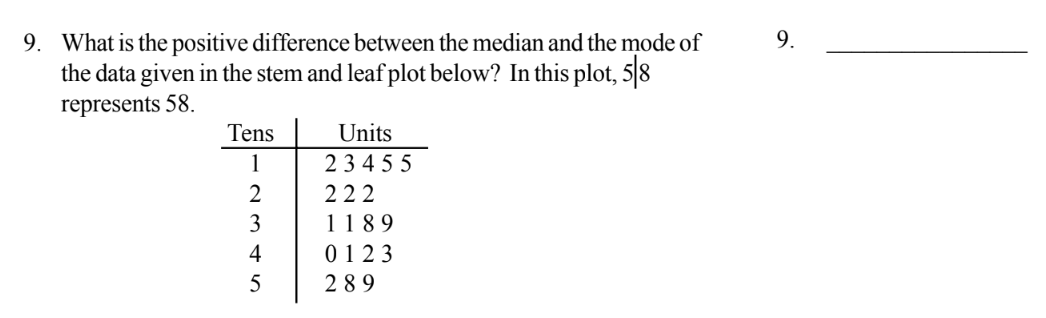 9. What is the positive difference between the median and the mode of
the data given in the stem and leaf plot below? In this plot, 5|8
represents 58.
9. _______________
Tens | Units
1 | 2 3 4 5 5
2 | 2 2 2
3 | 1 1 8 9
4 | 0 1 2 3
5 | 2 8 9